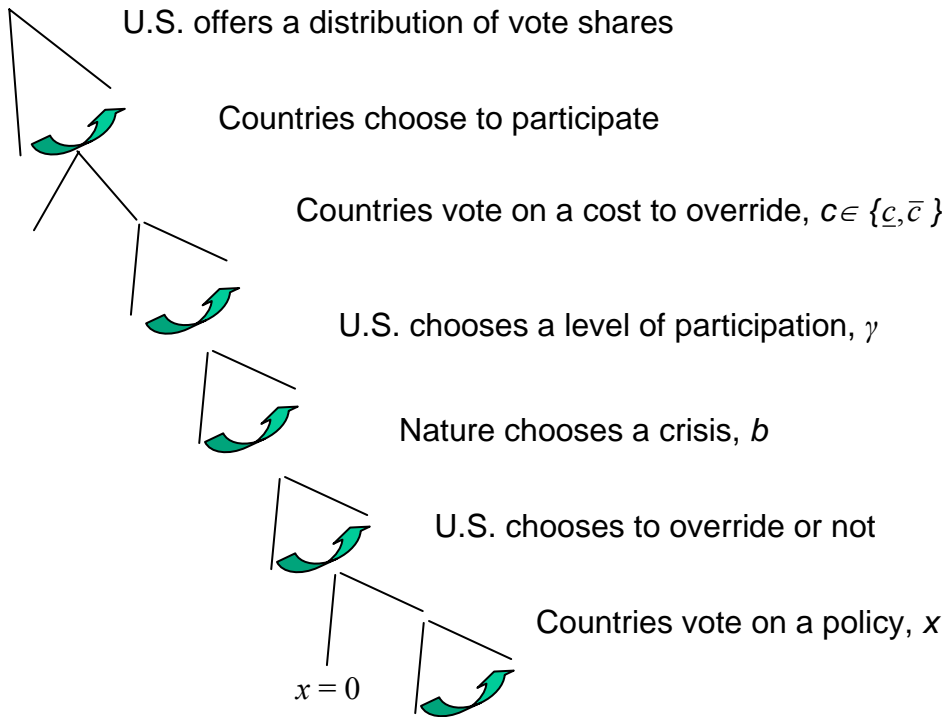 U.S. offers a distribution of vote shares
Countries choose to participate
Countries vote on a cost to override, c∈ {c̲, c̅ }
U.S. chooses a level of participation, γ
Nature chooses a crisis, b
U.S. chooses to override or not
Countries vote on a policy, x
x = 0